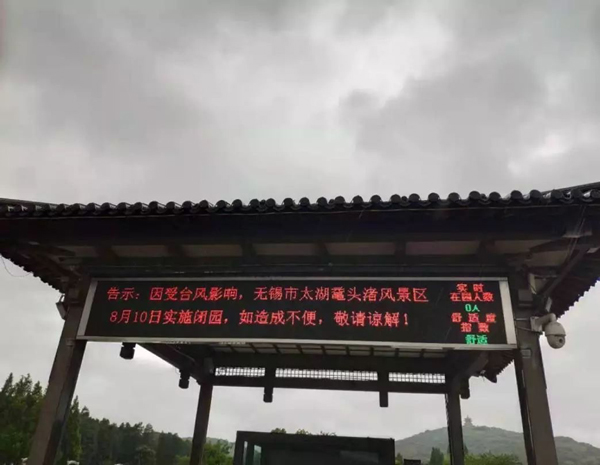 告示：因受台风影响，无锡市太湖鼋头渚风景区
8月10日实施闭园，如造成不便，敬请谅解！
实时
在园人数
0人
舒适度
指数
舒适